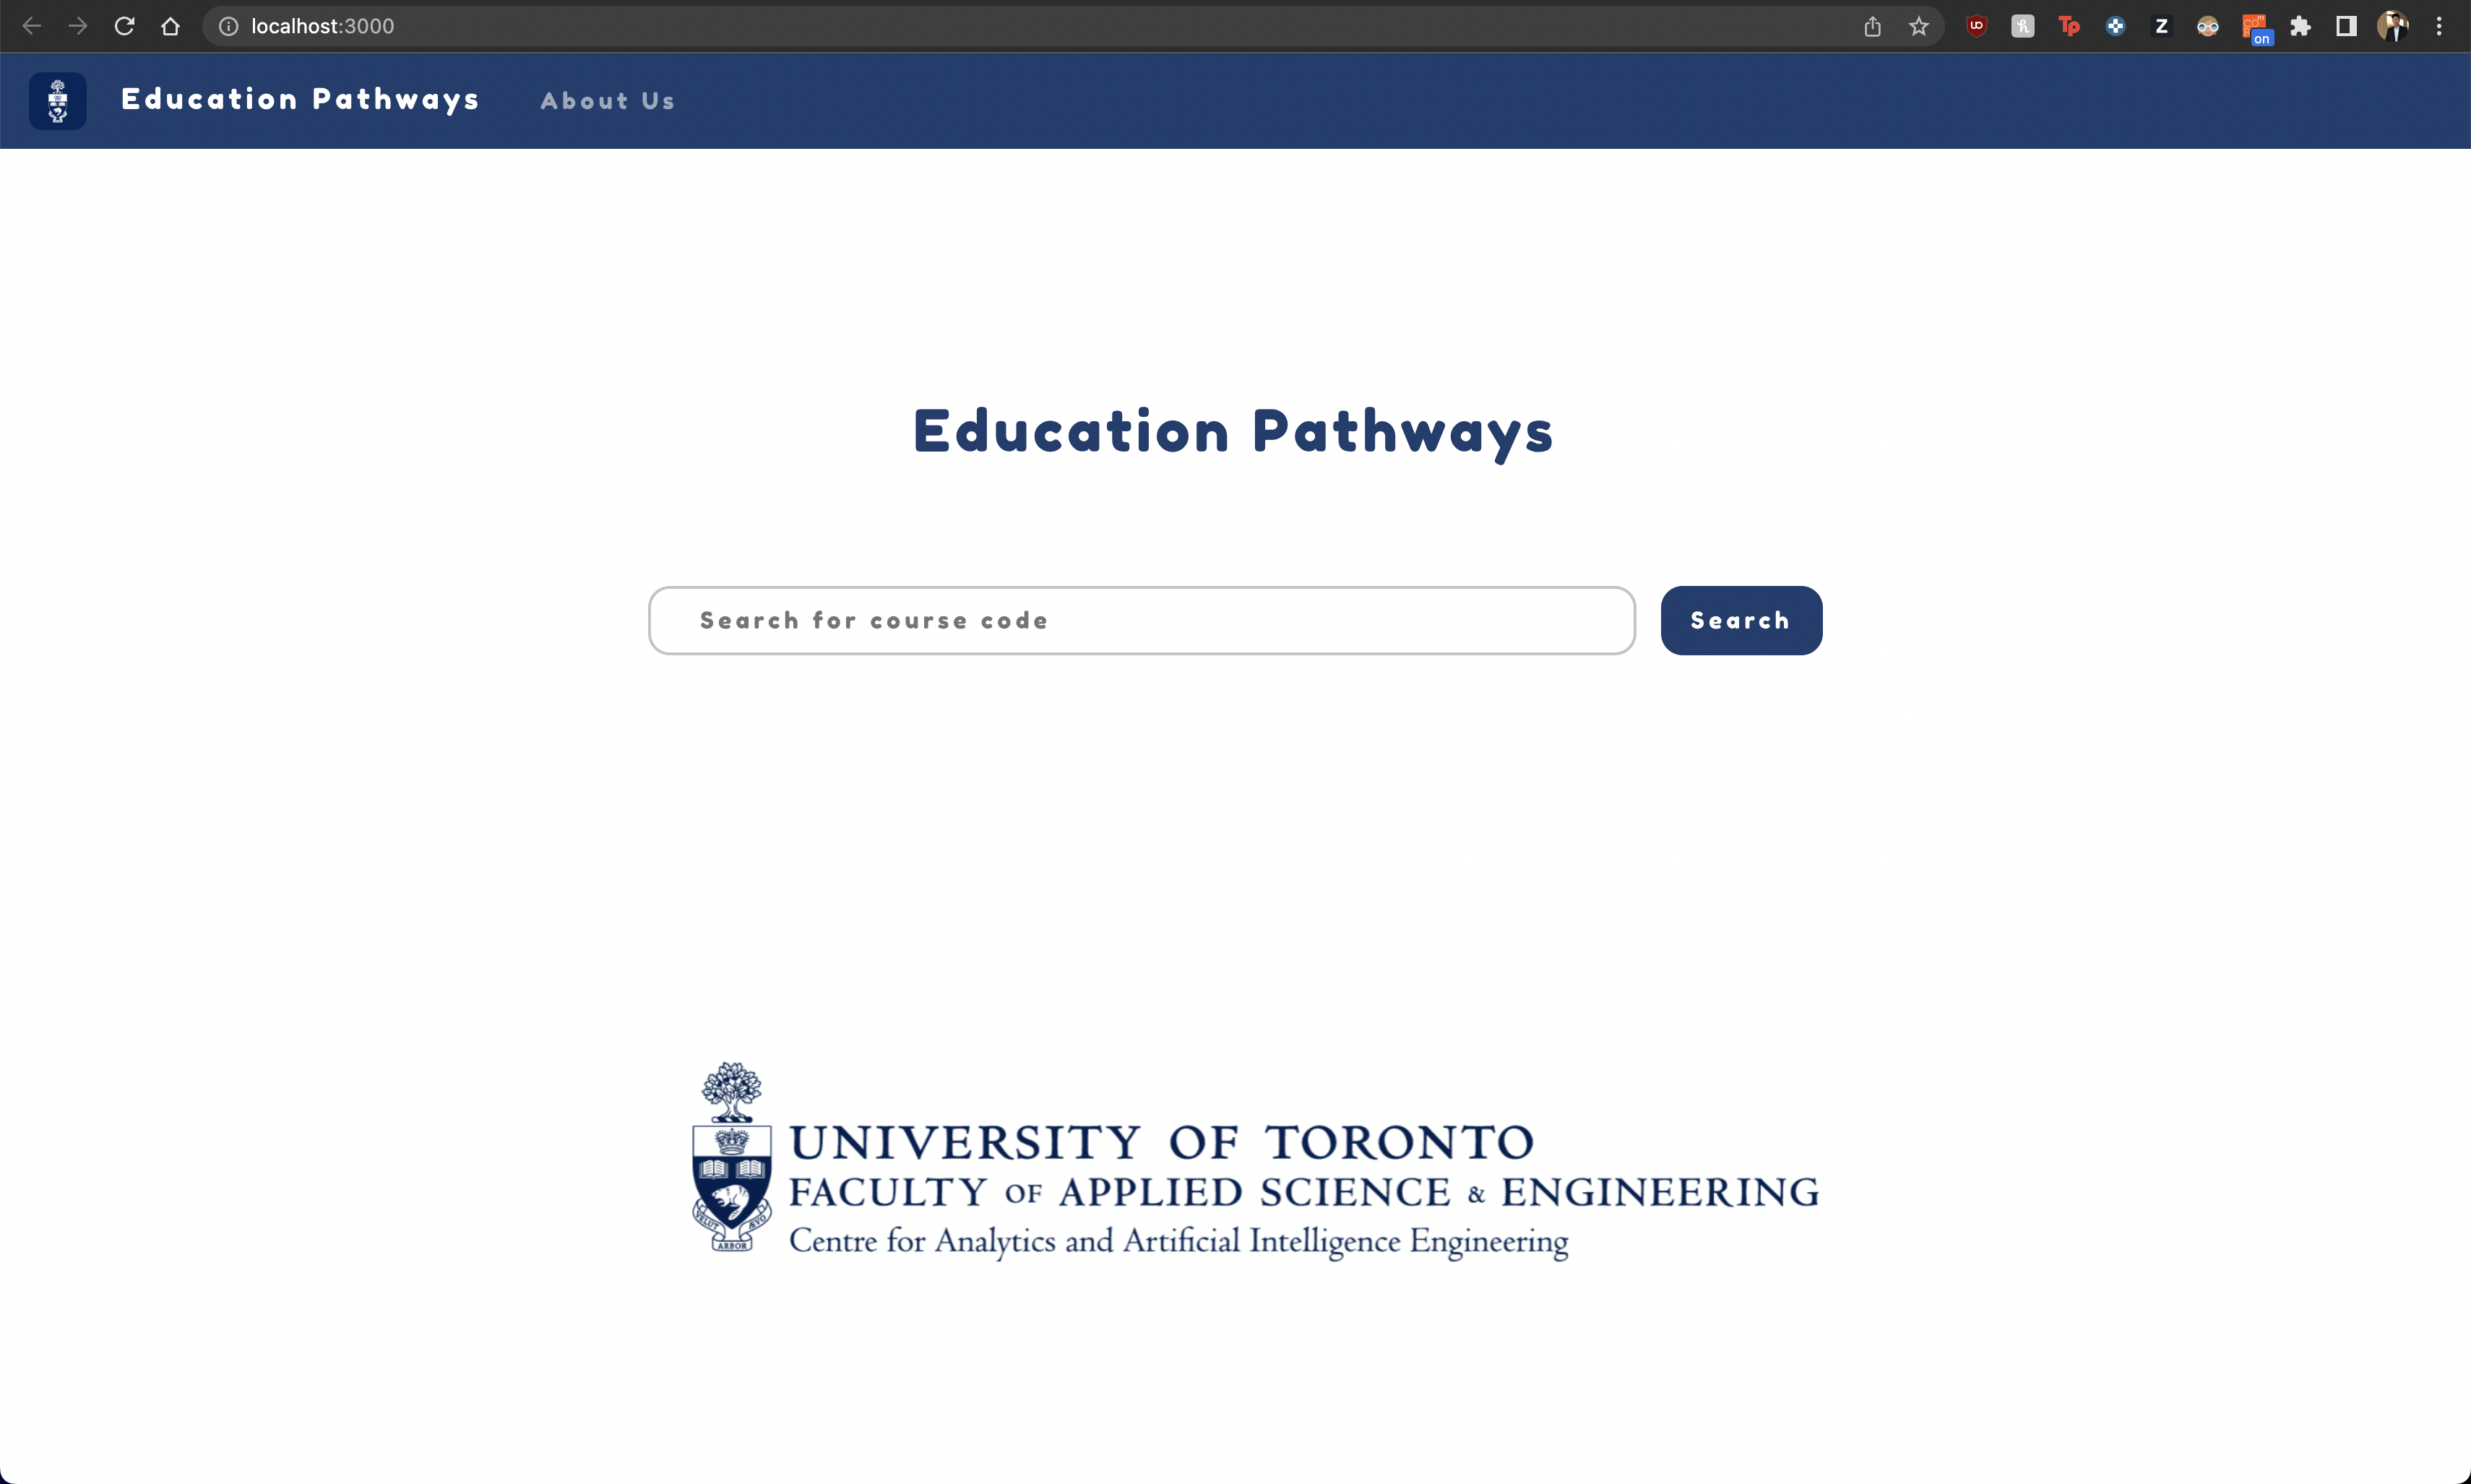 localhost:3000
on
Education Pathways
About Us
Education Pathways
Search for course code
Search
VELUT ÆVO
ARBOR
UNIVERSITY OF TORONTO
FACULTY OF APPLIED SCIENCE & ENGINEERING
Centre for Analytics and Artificial Intelligence Engineering